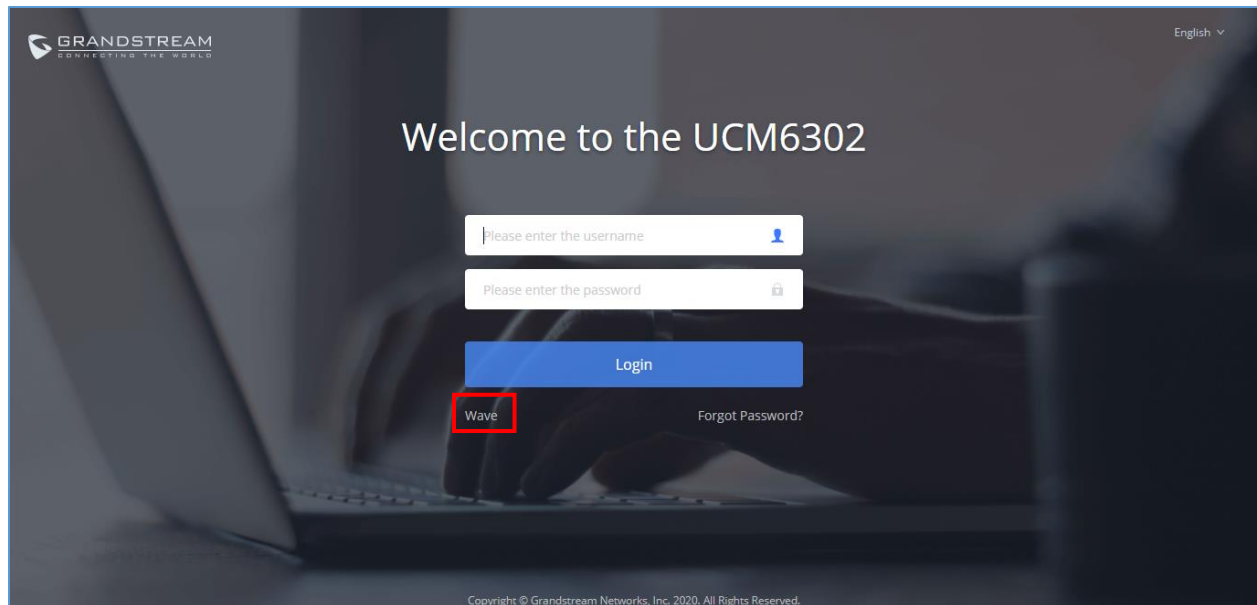 GRANDSTREAM
CONNECTING THE WORLD
English
Welcome to the UCM6302
Please enter the username
Please enter the password
Login
Wave
Forgot Password?
Copyright © Grandstream Networks, Inc. 2020. All Rights Reserved.